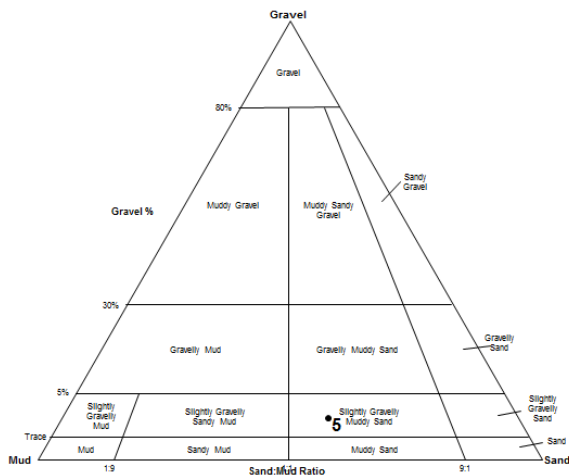 Gravel
Gravel
80%
Sandy
Gravel
Muddy Gravel
Muddy Sandy
Gravel
Gravel %
30%
Gravelly Mud
Gravelly Muddy Sand
Gravelly
Sand
5%
Slightly
Gravelly
Mud
Slightly Gravelly
Sandy Mud
Slightly Gravelly
Muddy Sand
5
Slightly
Gravelly
Sand
Trace
Mud
Sandy Mud
Muddy Sand
Sand
Mud
Sand
1:9
Sand:Mud Ratio
9:1